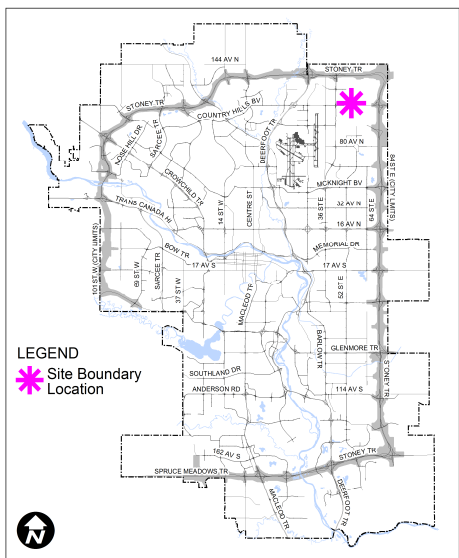 144 AV N
STONEY TR
STONEY TR
COUNTRY HILLS BV
NOSE HILL DR
SARCEE TR
DEERFOOT TR
80 AV N
CROWCHILD TR
MCKNIGHT BV
84 ST E (CITY LIMITS)
TRANS CANADA HI
14 ST W
CENTRE ST
36 ST E
32 AV N
64 ST E
16 AV N
101 ST. W. (CITY LIMITS)
BOW TR
MEMORIAL DR
17 AV S
17 AV S
69 ST W
SARCEE TR
37 ST W
52 ST E
MACLEOD TR
BARLOW TR
GLENMORE TR
LEGEND
Site Boundary
Location
SOUTHLAND DR
STONEY TR
ANDERSON RD
114 AV S
162 AV S
STONEY TR
SPRUCE MEADOWS TR
MACLEOD TR
DEERFOOT TR
N